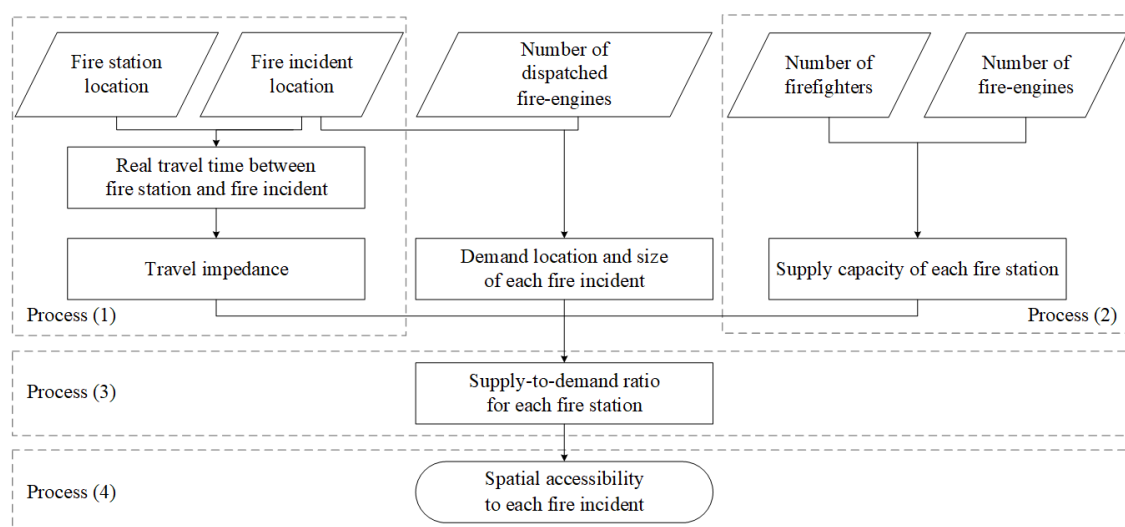 Fire station
location
Fire incident
location
Number of
dispatched
fire-engines
Number of
firefighters
Number of
fire-engines
Real travel time between
fire station and fire incident
Travel impedance
Demand location and size
of each fire incident
Supply capacity of each fire station
Process (1)
Process (2)
Process (3)
Supply-to-demand ratio
for each fire station
Process (4)
Spatial accessibility
to each fire incident